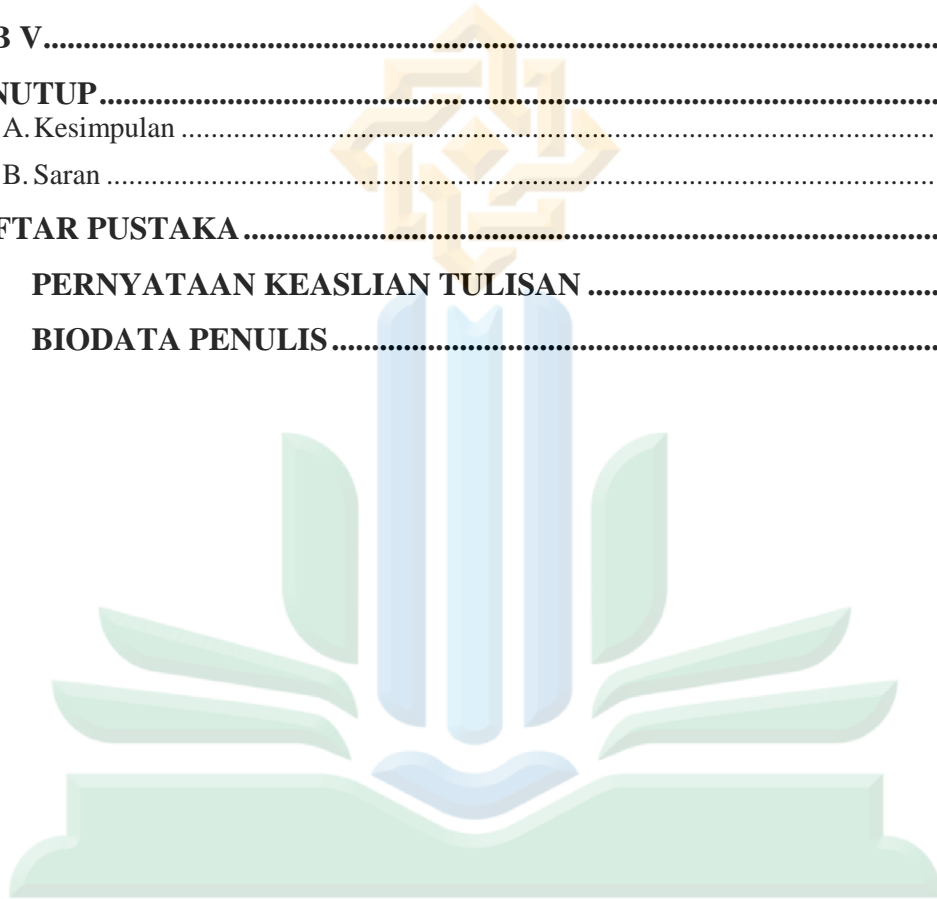 B V..........................................................................................................
NUTUP..........................................................................................................
A. Kesimpulan ..........................................................................................................
B. Saran ..........................................................................................................
FTAR PUSTAKA..........................................................................................................
PERNYATAAN KEASLIAN TULISAN ..........................................................................................................
BIODATA PENULIS..........................................................................................................